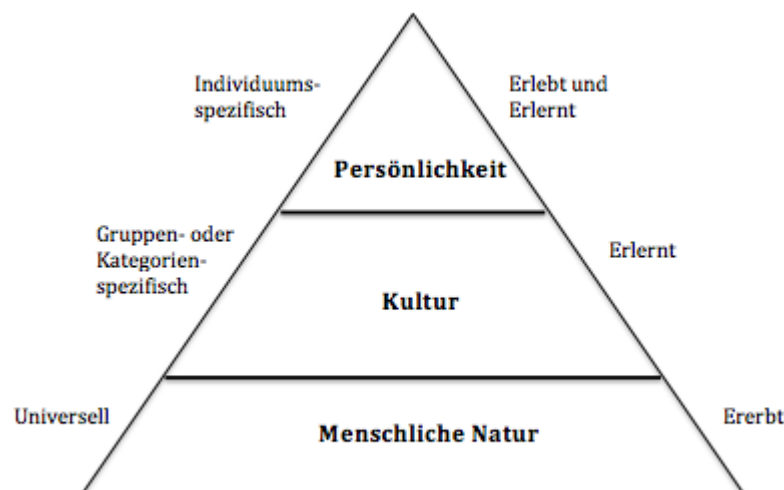 Individuums-
spezifisch
Erlebt und
Erlernt
Persönlichkeit
Gruppen- oder
Kategorien-
spezifisch
Erlernt
Kultur
Universell
Ererbt
Menschliche Natur